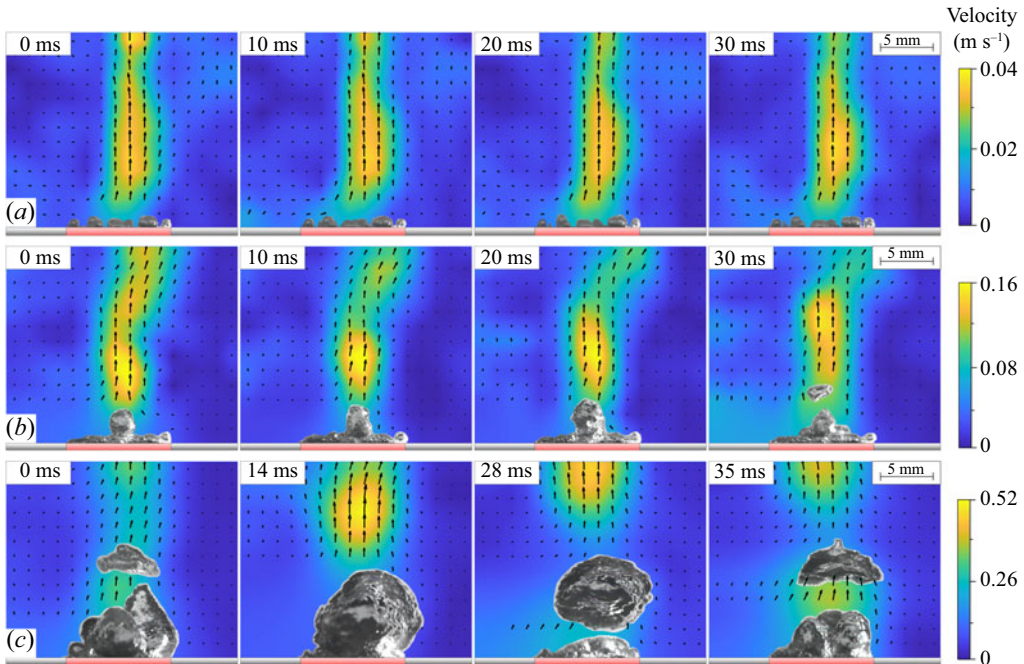 Velocity
(m s⁻¹)
0 ms 10 ms 20 ms 30 ms 5 mm
0.04
0.02
0
(a)
0 ms 10 ms 20 ms 30 ms 5 mm
0.16
0.08
0
(b)
0 ms 14 ms 28 ms 35 ms 5 mm
0.52
0.26
0
(c)